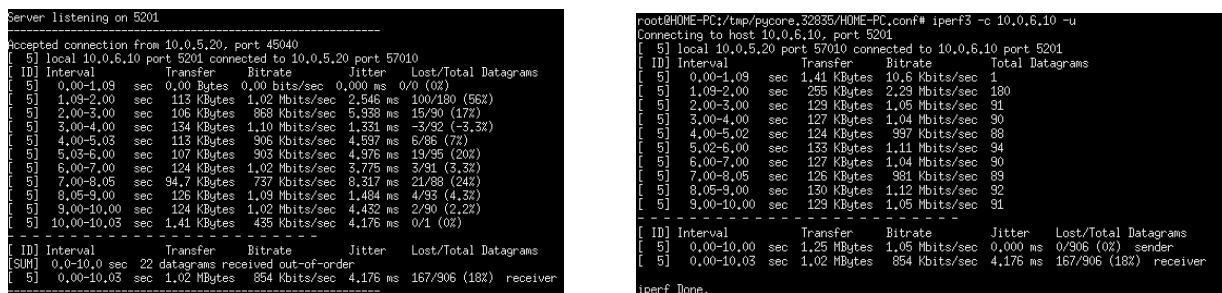 Server listening on 5201
-----------------------------------------------------------
Accepted connection from 10.0.5.20, port 45040
[  5] local 10.0.6.10 port 5201 connected to 10.0.5.20 port 57010
[ ID] Interval           Transfer     Bitrate         Jitter    Lost/Total Datagrams
[  5]   0.00-1.09   sec  0.00 Bytes  0.00 bits/sec  0.000 ms  0/0 (0%)
[  5]   1.09-2.00   sec   113 KBytes  1.02 Mbits/sec  2.546 ms  100/180 (56%)
[  5]   2.00-3.00   sec   106 KBytes   868 Kbits/sec  5.938 ms  15/90 (17%)
[  5]   3.00-4.00   sec   134 KBytes  1.10 Mbits/sec  1.331 ms  -3/92 (-3.3%)
[  5]   4.00-5.03   sec   113 KBytes   906 Kbits/sec  4.597 ms  6/86 (7%)
[  5]   5.03-6.00   sec   107 KBytes   903 Kbits/sec  4.976 ms  19/95 (20%)
[  5]   6.00-7.00   sec   124 KBytes  1.02 Mbits/sec  3.775 ms  3/91 (3.3%)
[  5]   7.00-8.05   sec  94.7 KBytes   737 Kbits/sec  8.317 ms  21/88 (24%)
[  5]   8.05-9.00   sec   126 KBytes  1.09 Mbits/sec  1.484 ms  4/93 (4.3%)
[  5]   9.00-10.00  sec   124 KBytes  1.02 Mbits/sec  4.432 ms  2/90 (2.2%)
[  5]  10.00-10.03  sec  1.41 KBytes   435 Kbits/sec  4.176 ms  0/1 (0%)
- - - - - - - - - - - - - - - - - - - - - - - - -
[ ID] Interval           Transfer     Bitrate         Jitter    Lost/Total Datagrams
[SUM]  0.0-10.0 sec  22 datagrams received out-of-order
[  5]   0.00-10.03  sec  1.02 MBytes   854 Kbits/sec  4.176 ms  167/906 (18%)  receiver
-----------------------------------------------------------
root@HOME-PC:/tmp/pycore.32835/HOME-PC.conf# iperf3 -c 10.0.6.10 -u
Connecting to host 10.0.6.10, port 5201
[  5] local 10.0.5.20 port 57010 connected to 10.0.6.10 port 5201
[ ID] Interval           Transfer     Bitrate         Total Datagrams
[  5]   0.00-1.09   sec  1.41 KBytes  10.6 Kbits/sec  1
[  5]   1.09-2.00   sec   255 KBytes  2.29 Mbits/sec  180
[  5]   2.00-3.00   sec   129 KBytes  1.05 Mbits/sec  91
[  5]   3.00-4.00   sec   127 KBytes  1.04 Mbits/sec  90
[  5]   4.00-5.02   sec   124 KBytes   997 Kbits/sec  88
[  5]   5.02-6.00   sec   133 KBytes  1.11 Mbits/sec  94
[  5]   6.00-7.00   sec   127 KBytes  1.04 Mbits/sec  90
[  5]   7.00-8.05   sec   126 KBytes   981 Kbits/sec  89
[  5]   8.05-9.00   sec   130 KBytes  1.12 Mbits/sec  92
[  5]   9.00-10.00  sec   129 KBytes  1.05 Mbits/sec  91
- - - - - - - - - - - - - - - - - - - - - - - - -
[ ID] Interval           Transfer     Bitrate         Jitter    Lost/Total Datagrams
[  5]   0.00-10.00  sec  1.25 MBytes  1.05 Mbits/sec  0.000 ms  0/906 (0%)  sender
[  5]   0.00-10.03  sec  1.02 MBytes   854 Kbits/sec  4.176 ms  167/906 (18%)  receiver
iperf Done.